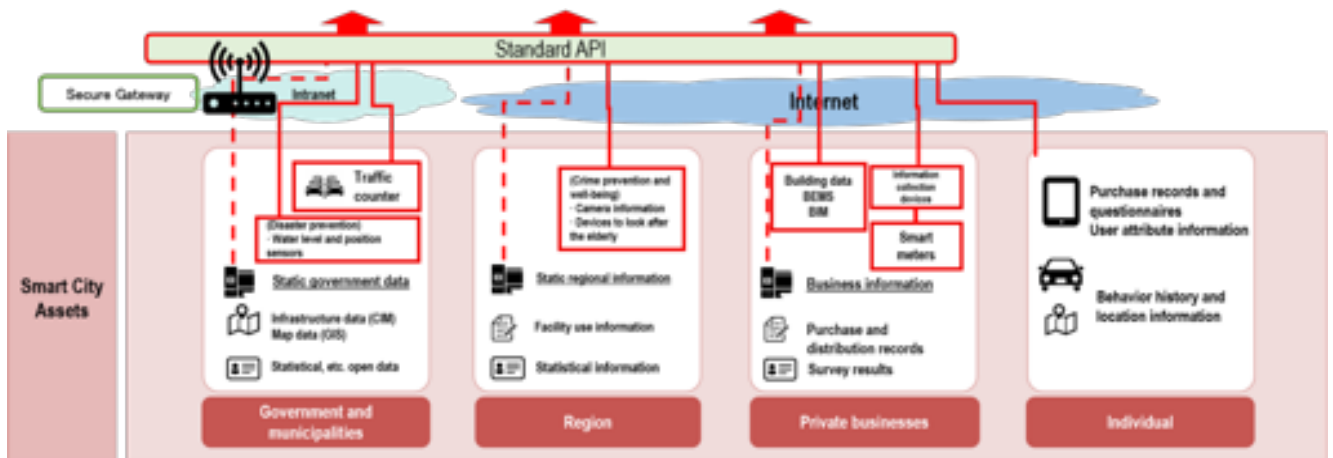 Standard API
Secure Gateway
Intranet
Internet
Smart City
Assets
Traffic
counter
(Disaster prevention)
· Water level and position
sensors
Static government data
Infrastructure data (CIM)
Map data (GIS)
Statistical, etc. open data
Government and
municipalities
(Crime prevention and
well-being)
· Camera information
· Devices to look after
the elderly
Static regional information
Facility use information
Statistical information
Region
Building data
BEMS
BIM
Information
collection
devices
Smart
meters
Business information
Purchase and
distribution records
Survey results
Private businesses
Purchase records and
questionnaires
User attribute information
Behavior history and
location information
Individual